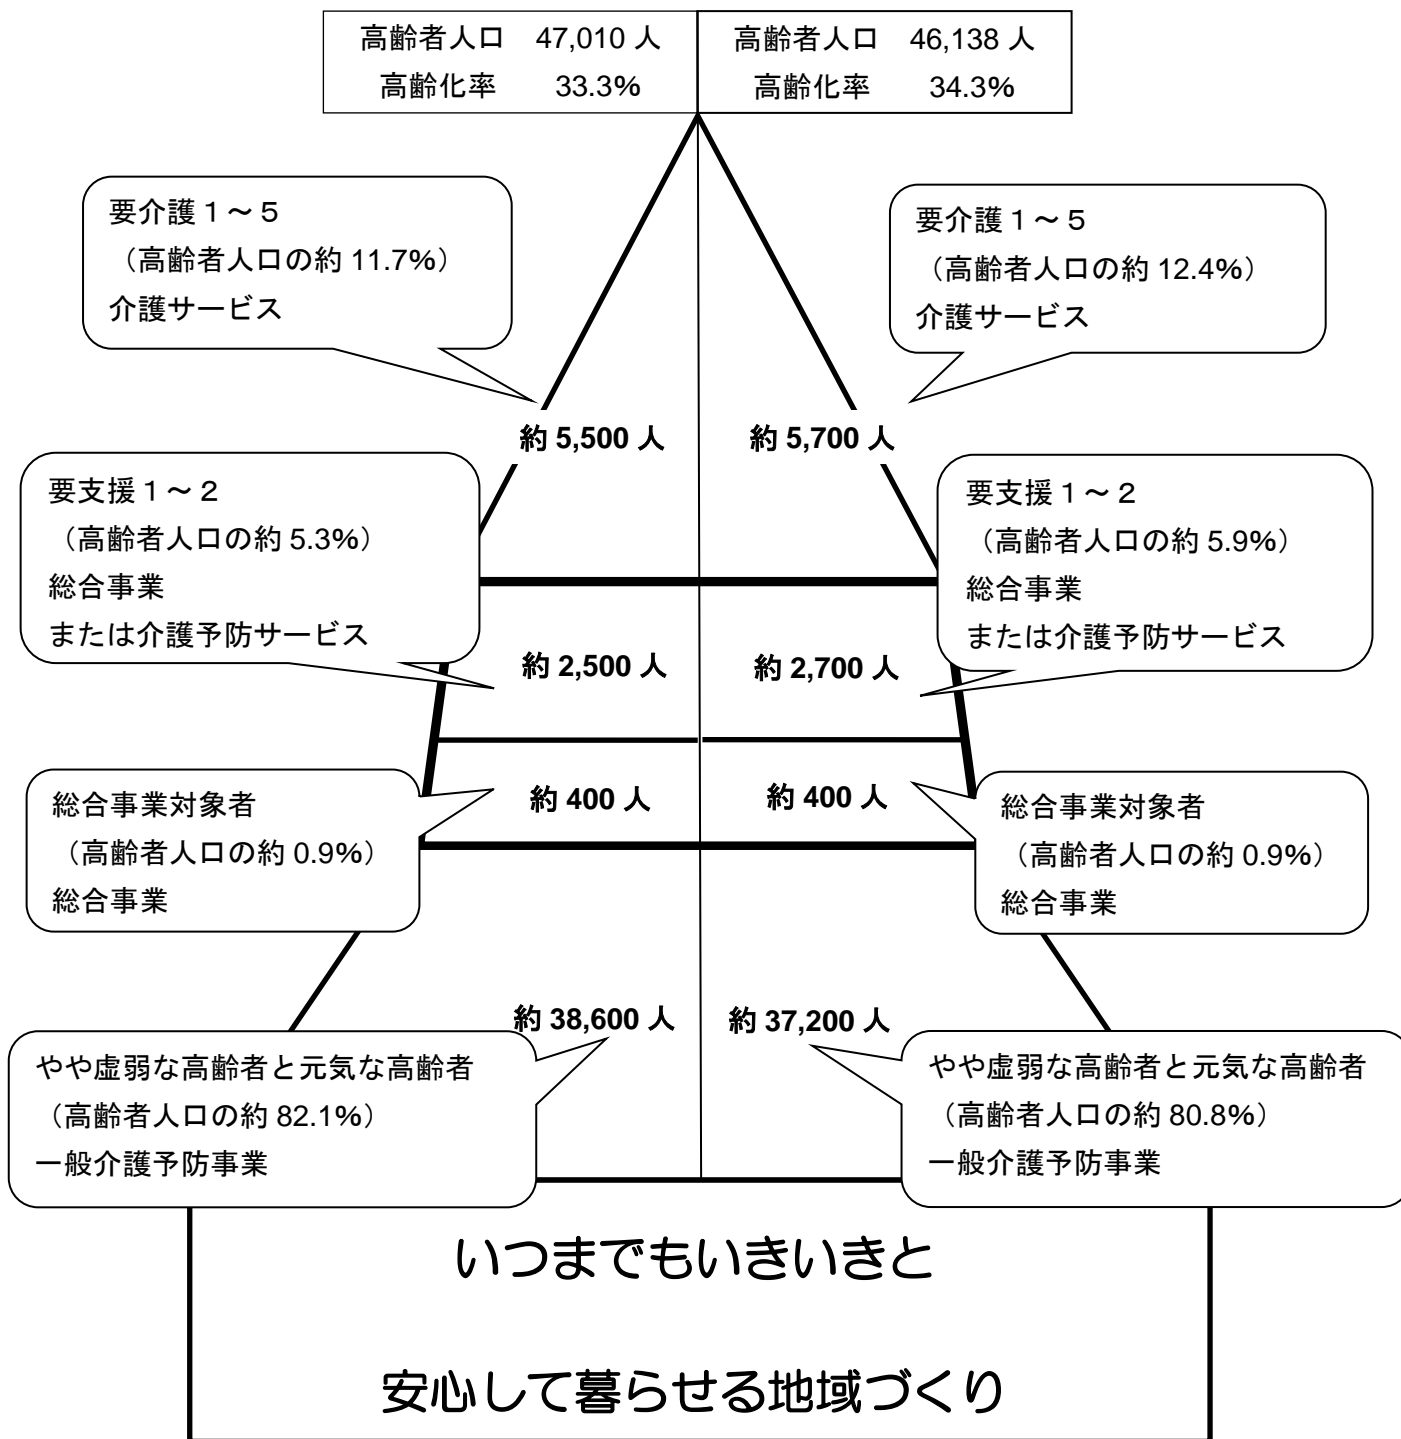 高齢者人口 47,010 人
高齢化率 33.3%
高齢者人口 46,138 人
高齢化率 34.3%
要介護１～５
（高齢者人口の約 11.7%）
介護サービス
要介護１～５
（高齢者人口の約 12.4%）
介護サービス
約 5,500 人
約 5,700 人
要支援１～２
（高齢者人口の約 5.3%）
総合事業
または介護予防サービス
要支援１～２
（高齢者人口の約 5.9%）
総合事業
または介護予防サービス
約 2,500 人
約 2,700 人
総合事業対象者
（高齢者人口の約 0.9%）
総合事業
約 400 人
約 400 人
総合事業対象者
（高齢者人口の約 0.9%）
総合事業
約 38,600 人
約 37,200 人
やや虚弱な高齢者と元気な高齢者
（高齢者人口の約 82.1%）
一般介護予防事業
やや虚弱な高齢者と元気な高齢者
（高齢者人口の約 80.8%）
一般介護予防事業
いつまでもいきいきと
安心して暮らせる地域づくり